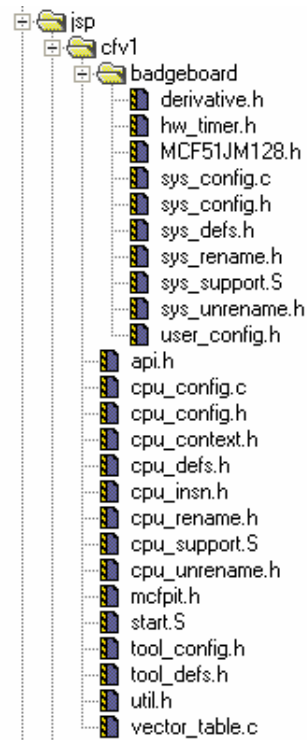 jsp
cfv1
badgeboard
derivative.h
hw_timer.h
MCF51JM128.h
sys_config.c
sys_config.h
sys_defs.h
sys_rename.h
sys_support.S
sys_unrename.h
user_config.h
api.h
cpu_config.c
cpu_config.h
cpu_context.h
cpu_defs.h
cpu_insn.h
cpu_rename.h
cpu_support.S
cpu_unrename.h
mcfpit.h
start.S
tool_config.h
tool_defs.h
util.h
vector_table.c